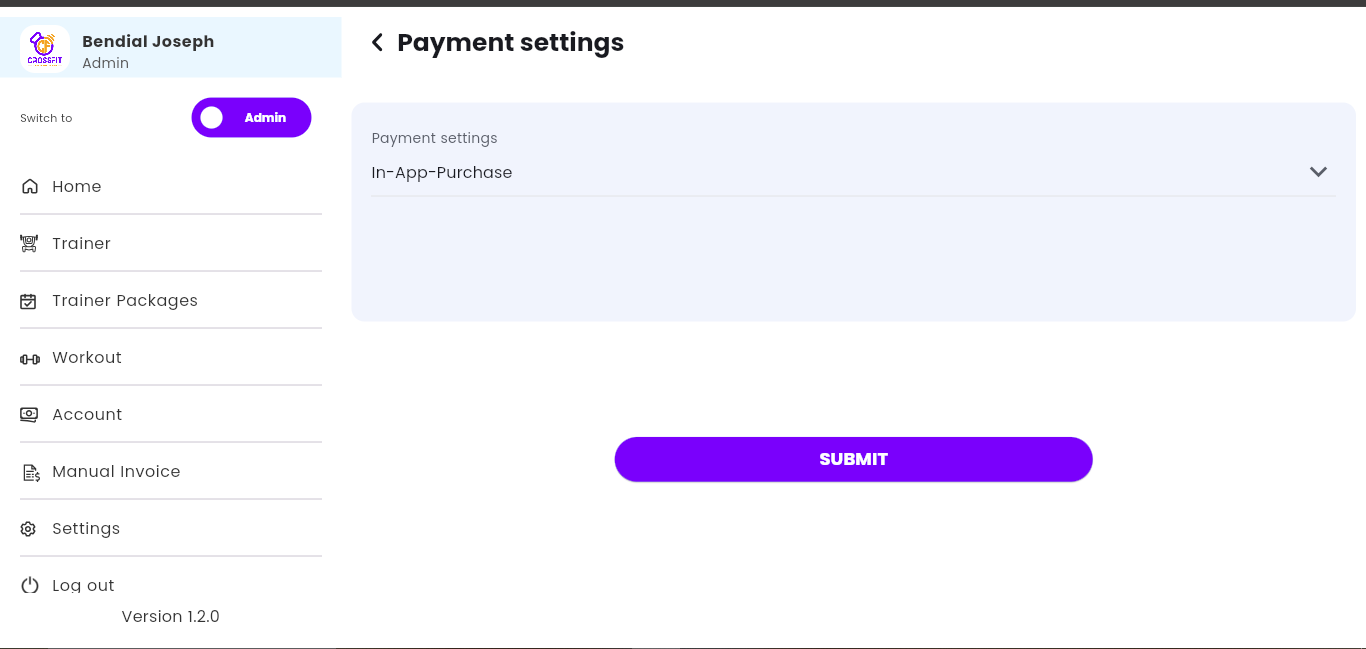 Bendial Joseph
Admin
CROSSFIT
Switch to
Admin
Home
Trainer
Trainer Packages
Workout
Account
Manual Invoice
Settings
Log out
Version 1.2.0
Payment settings
Payment settings
In-App-Purchase
SUBMIT